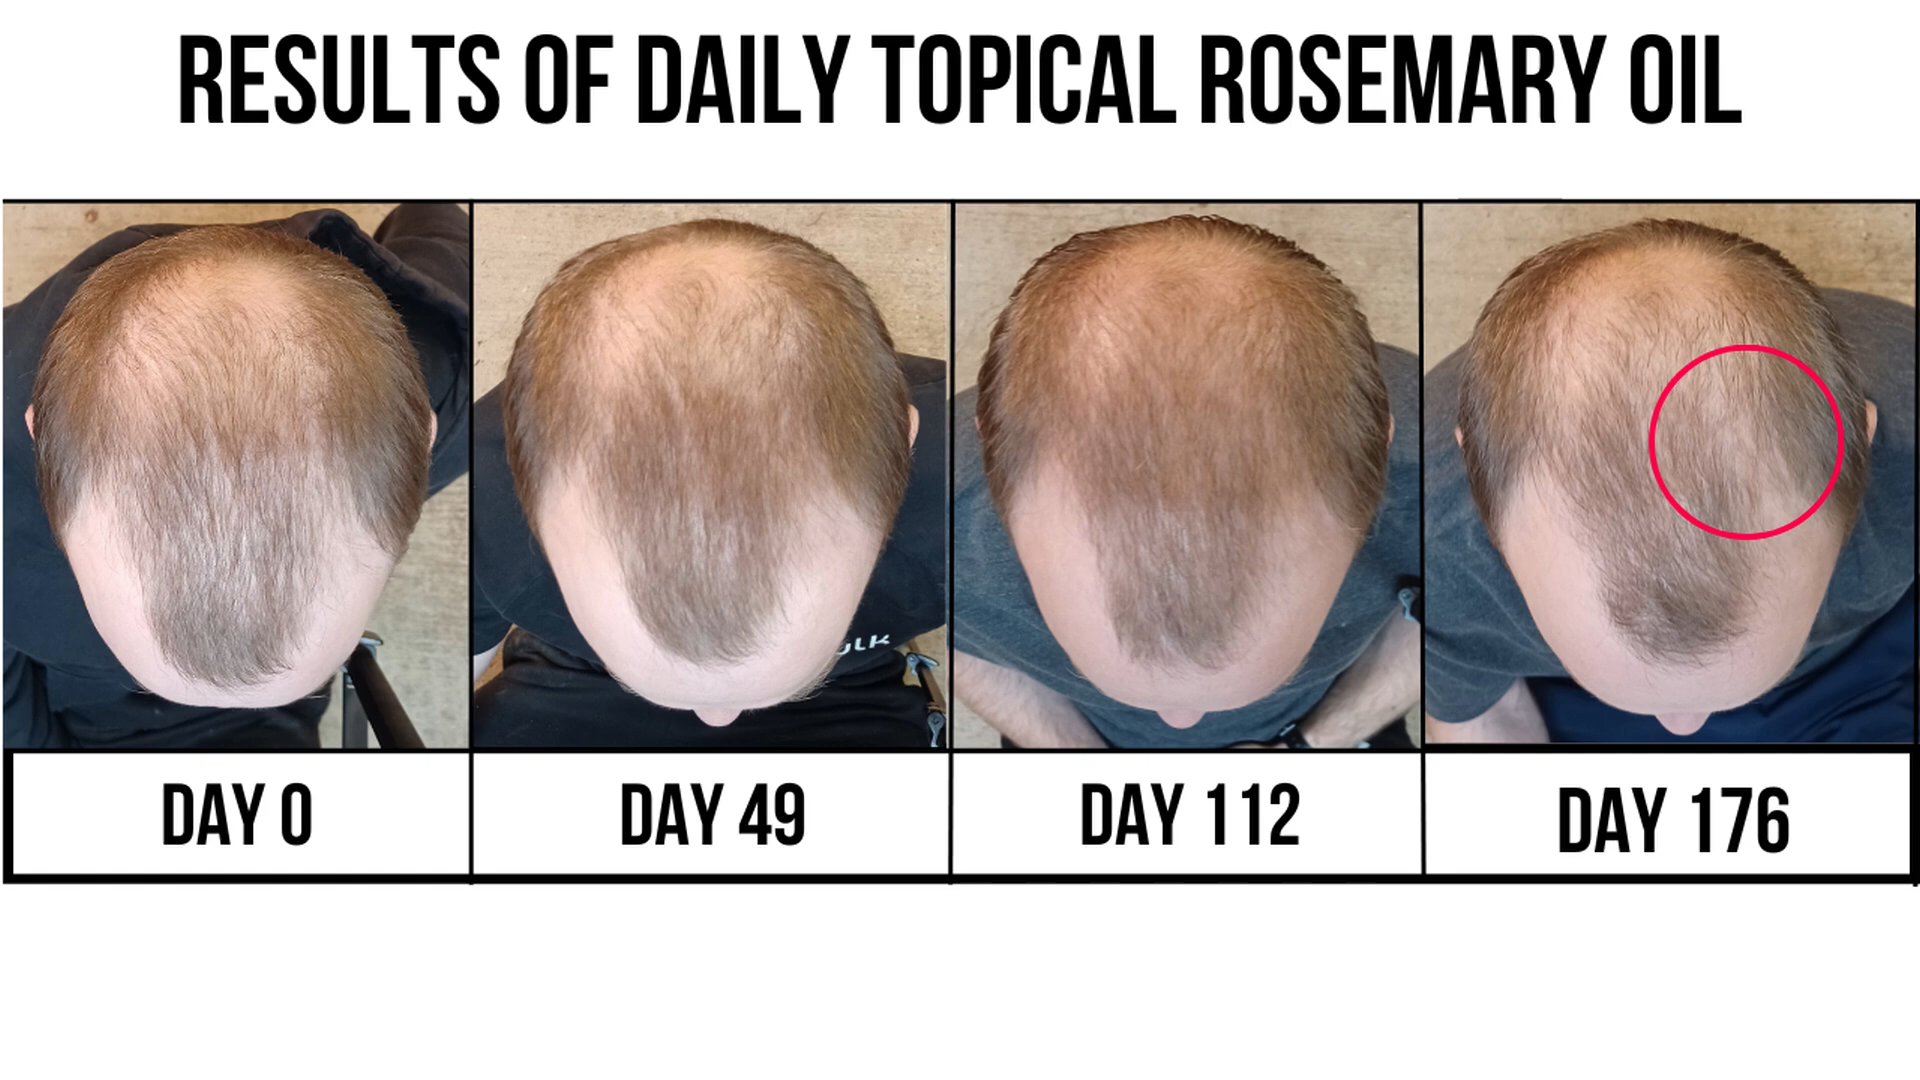 RESULTS OF DAILY TOPICAL ROSEMARY OIL
DAY 0
DAY 49
DAY 112
DAY 176